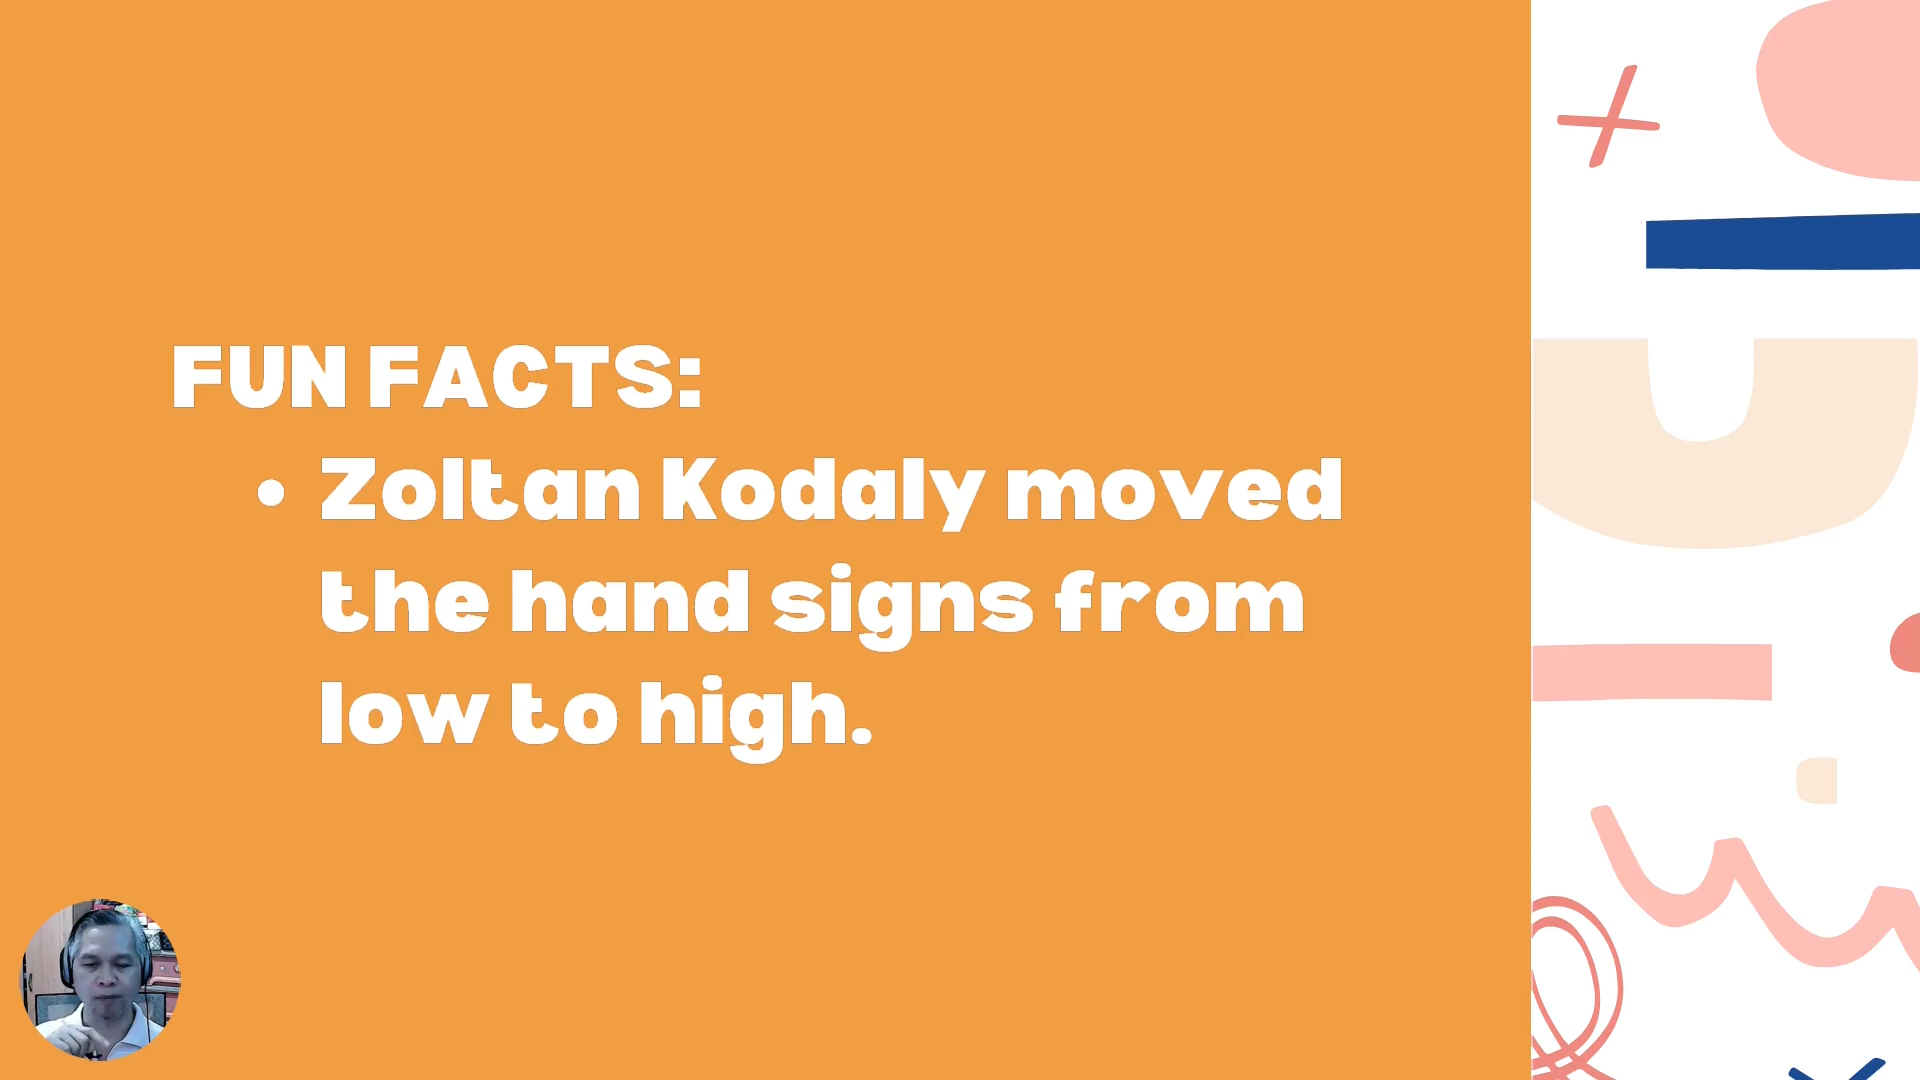 FUN FACTS:
• Zoltan Kodaly moved
the hand signs from
low to high.